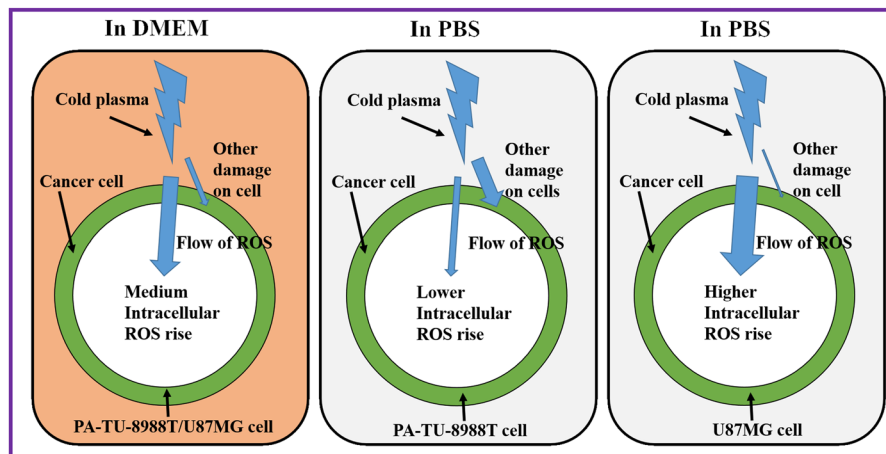 In DMEM
Cold plasma
Other
damage
on cell
Cancer cell
Flow of ROS
Medium
Intracellular
ROS rise
PA-TU-8988T/U87MG cell
In PBS
Cold plasma
Other
damage
on cells
Cancer cell
Flow of ROS
Lower
Intracellular
ROS rise
PA-TU-8988T cell
In PBS
Cold plasma
Other
damage
on cell
Cancer cell
Flow of ROS
Higher
Intracellular
ROS rise
U87MG cell